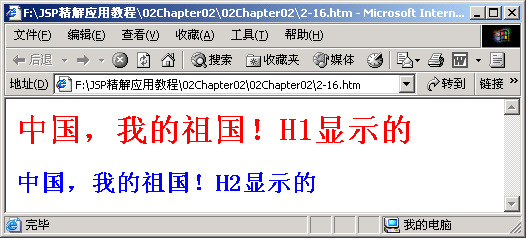 F:\JSP精解应用教程\02Chapter02\02Chapter02\2-16.htm - Microsoft Intern...
文件(F) 编辑(E) 查看(V) 收藏(A) 工具(T) 帮助(H)
后退 搜索 收藏夹 媒体
地址(D) F:\JSP精解应用教程\02Chapter02\02Chapter02\2-16.htm 转到 链接 »
中国，我的祖国！H1显示的
中国，我的祖国！H2显示的
完毕 我的电脑